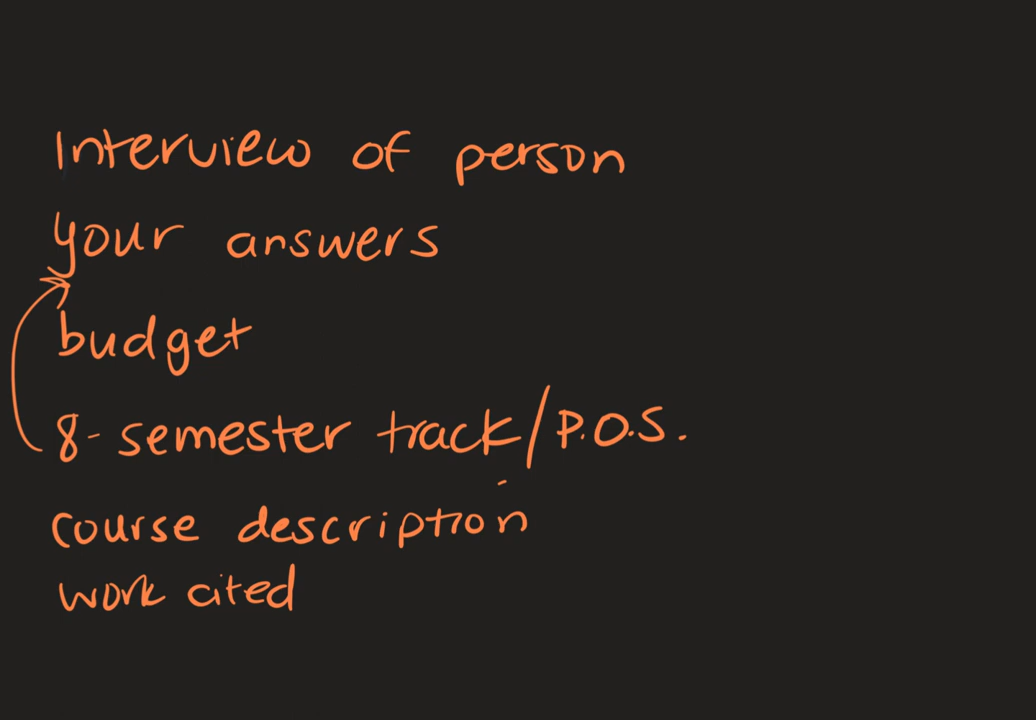 Interview of person
your answers
budget
8-semester track/P.O.S.
course description
work cited